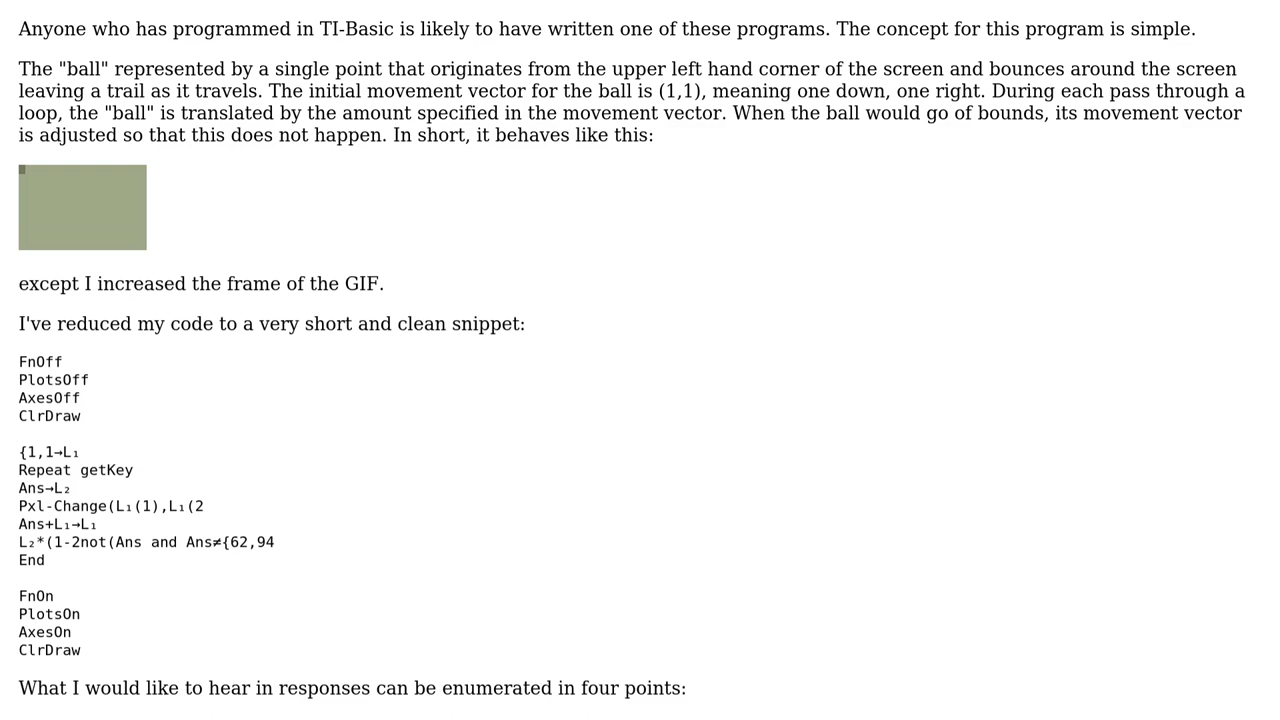 Anyone who has programmed in TI-Basic is likely to have written one of these programs. The concept for this program is simple.
The "ball" represented by a single point that originates from the upper left hand corner of the screen and bounces around the screen
leaving a trail as it travels. The initial movement vector for the ball is (1,1), meaning one down, one right. During each pass through a
loop, the "ball" is translated by the amount specified in the movement vector. When the ball would go of bounds, its movement vector
is adjusted so that this does not happen. In short, it behaves like this:
except I increased the frame of the GIF.
I've reduced my code to a very short and clean snippet:
FnOff
PlotsOff
AxesOff
ClrDraw
{1,1→L₁
Repeat getKey
Ans→L₂
Pxl-Change(L₁(1),L₁(2
Ans+L₁→L₁
L₂*(1-2not(Ans and Ans≠{62,94
End
FnOn
PlotsOn
AxesOn
ClrDraw
What I would like to hear in responses can be enumerated in four points: